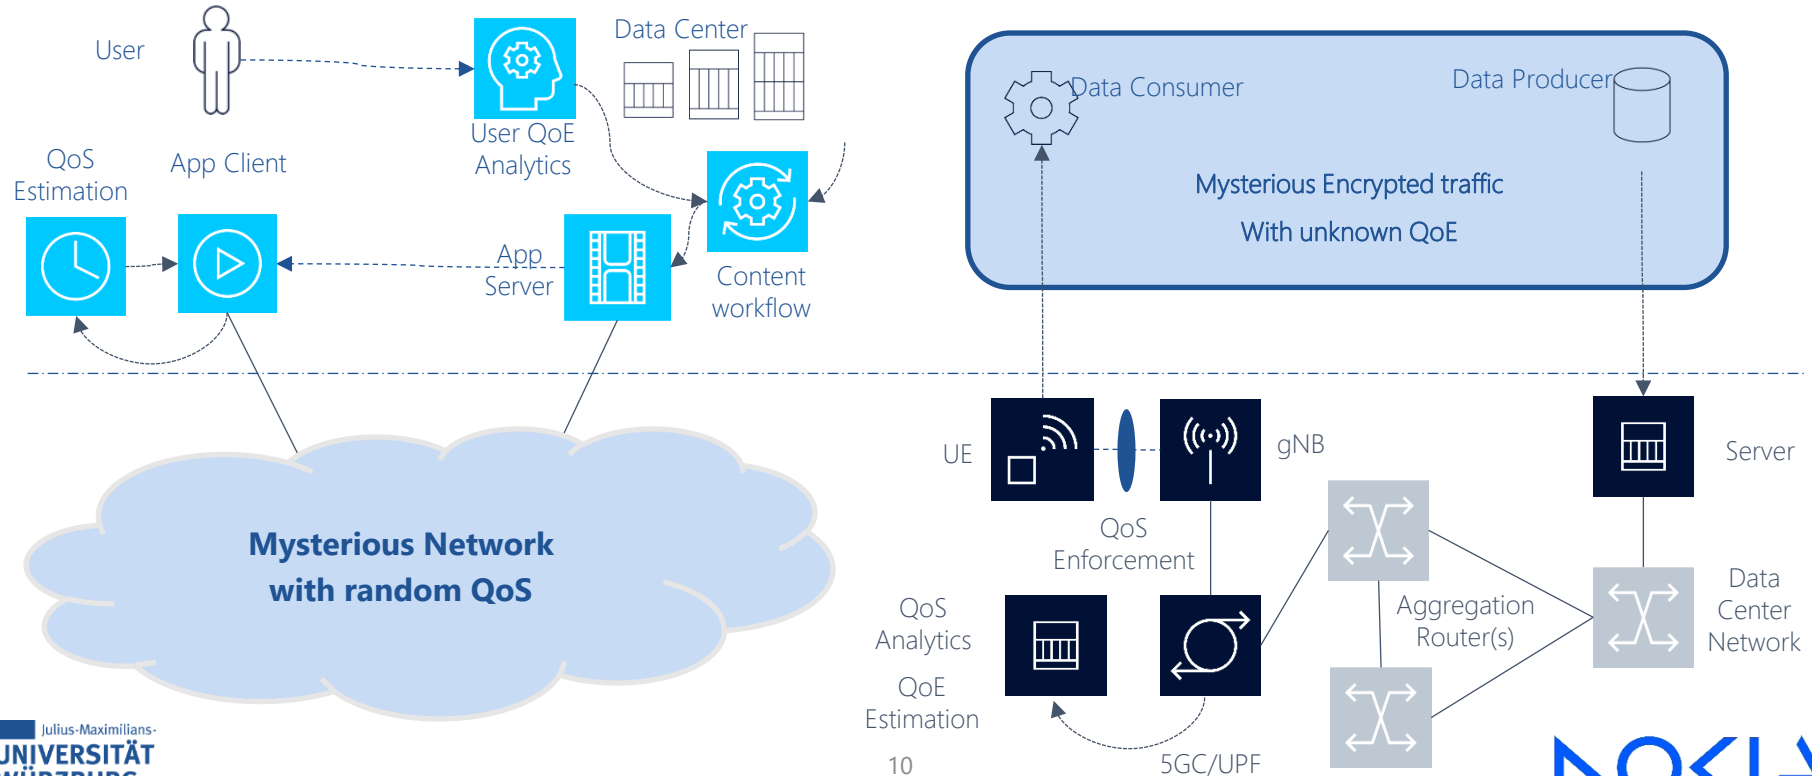 User
Data Center
User QoE
Analytics
QoS
Estimation
App Client
App
Server
Content
workflow
Mysterious Network
with random QoS
Data Consumer
Data Producer
Mysterious Encrypted traffic
With unknown QoE
UE
gNB
QoS
Enforcement
Server
Aggregation
Router(s)
Data
Center
Network
QoS
Analytics
QoE
Estimation
5GC/UPF
Julius-Maximilians-
UNIVERSITÄT
WÜRZBURG
10
NOKIA